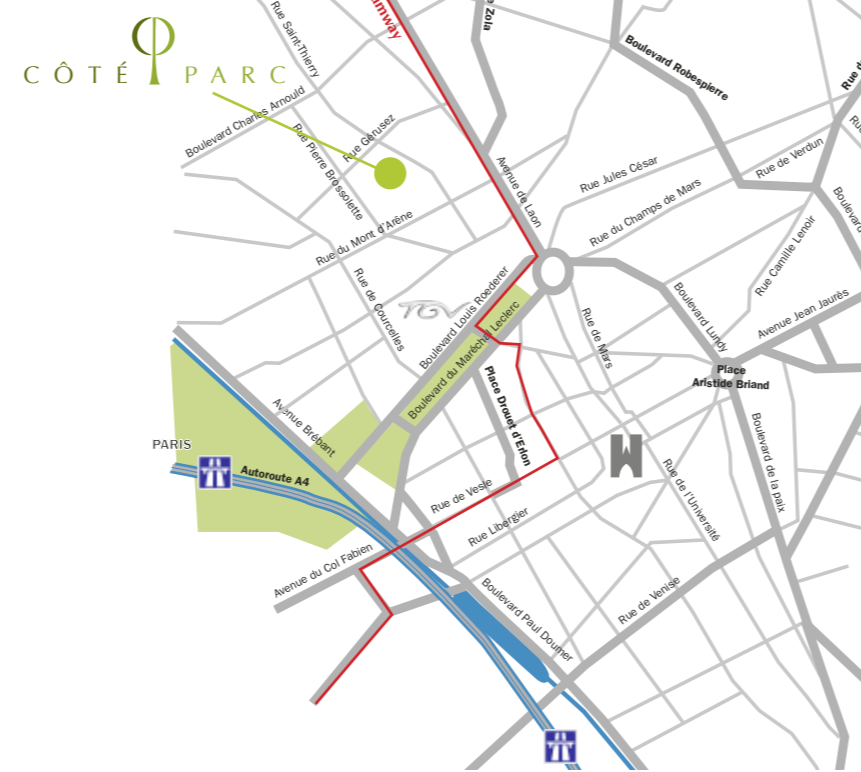 CÔTÉ PARC
Rue Saint-Thierry
Zola
Boulevard Robespierre
Boulevard Charles Arnould
Rue Gérusez
Rue Pierre Brossolette
Avenue de Laon
Rue Jules César
Rue de Verdun
Rue du Champs de Mars
Rue du Mont d'Arène
Rue Camille Lenoir
Boulevard
Rue de Courcelles
TGV
Boulevard Louis Roederer
Boulevard du Maréchal Leclerc
Rue de Mars
Boulevard Lundy
Avenue Jean Jaurès
Place
Aristide Briand
Place Drouet d'Erlon
Avenue Brébant
PARIS
Autoroute A4
Boulevard de la paix
Rue de l'Université
Rue de Vesle
Rue Libergier
Avenue du Col Fabien
Boulevard Paul Doumer
Rue de Venise